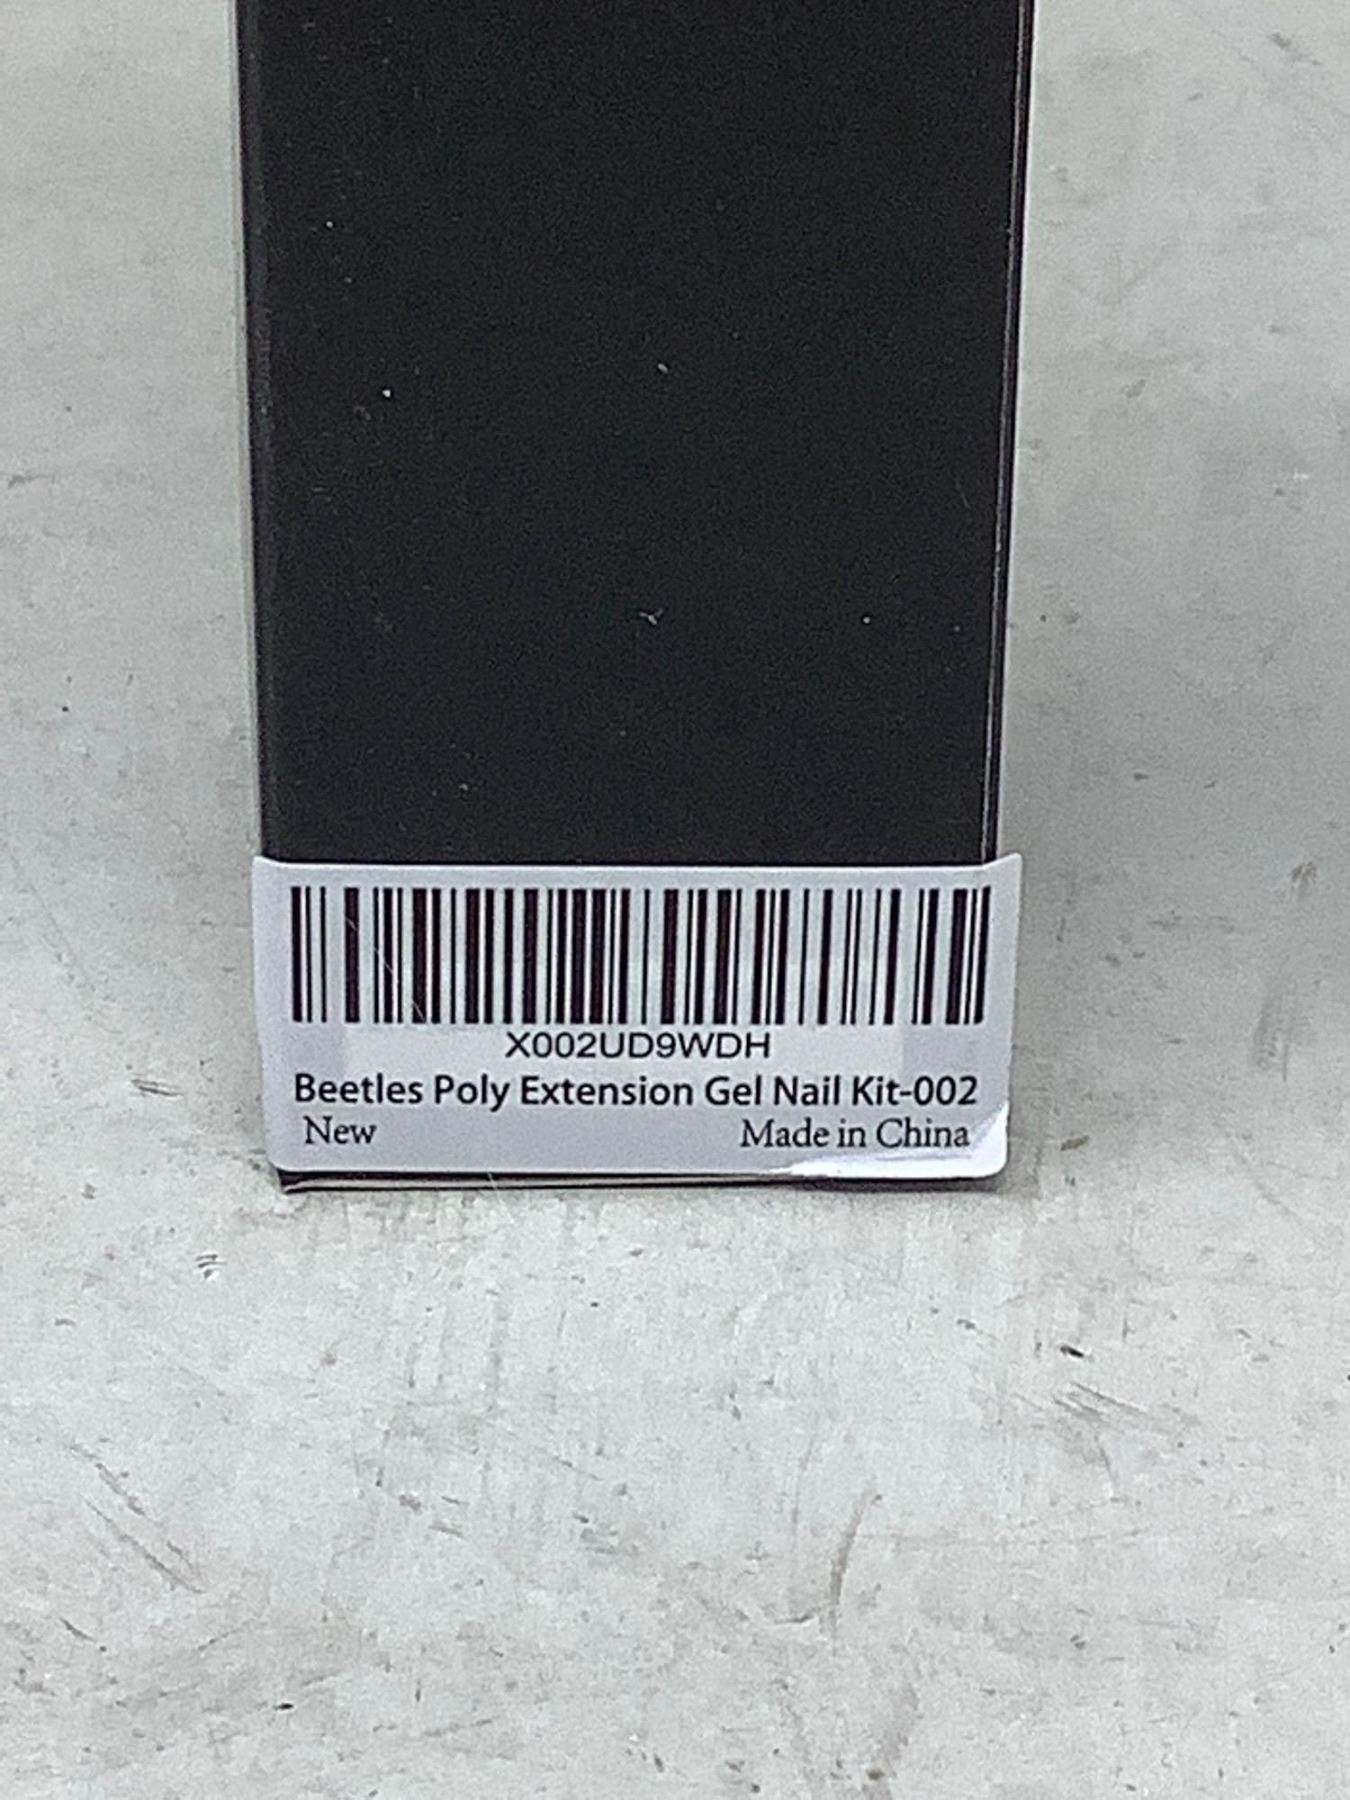 X002UD9WDH
Beetles Poly Extension Gel Nail Kit-002
New Made in China